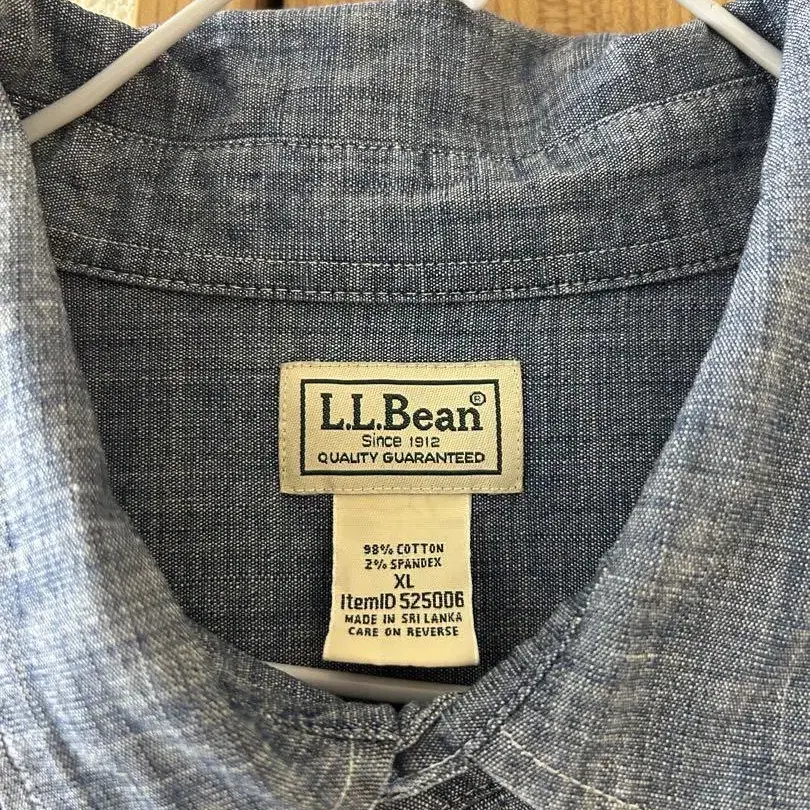 L.L.Bean®
Since 1912
QUALITY GUARANTEED
98% COTTON
2% SPANDEX
XL
ItemID 525006
MADE IN SRI LANKA
CARE ON REVERSE